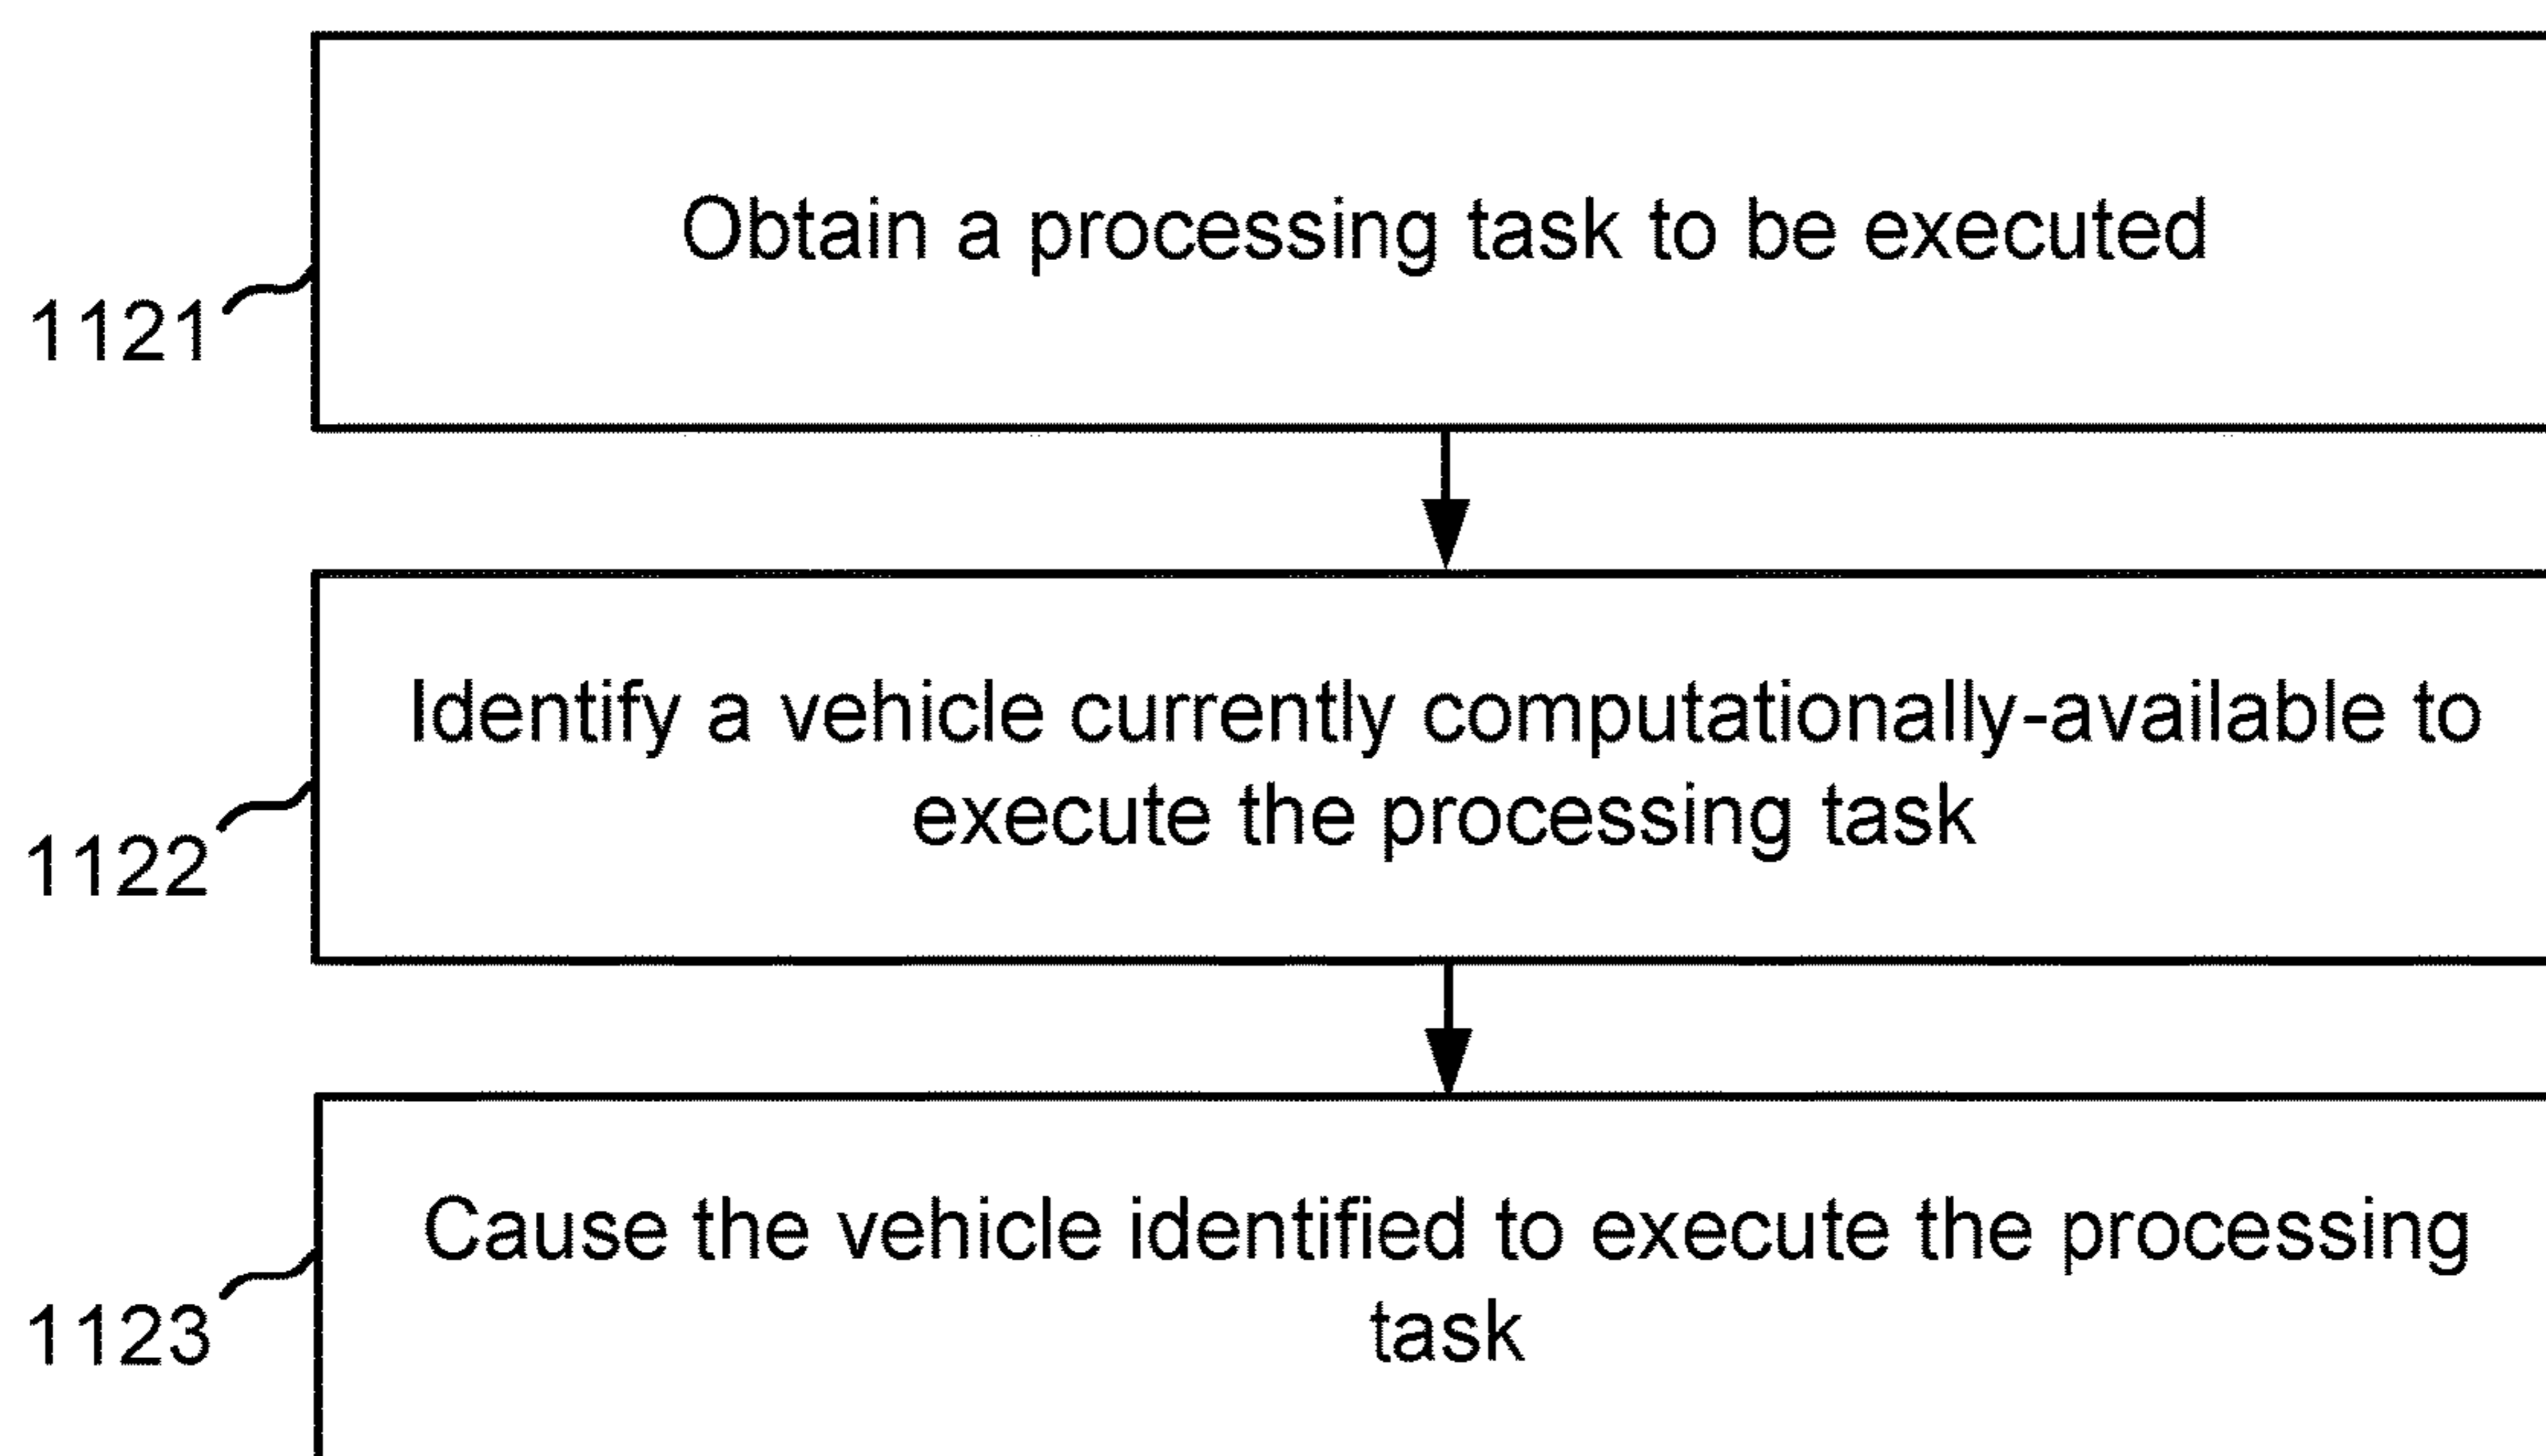 Obtain a processing task to be executed
1121
Identify a vehicle currently computationally-available to
execute the processing task
1122
Cause the vehicle identified to execute the processing
task
1123